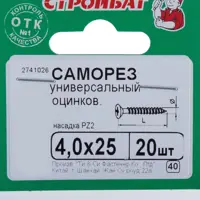 СТРОЙБАТ
КОНТРОЛЬ
ОТК
№1
КАЧЕСТВА
2741026
САМОРЕЗ
универсальный
оцинков.
насадка PZ2
L
4,0x25
20шт
40